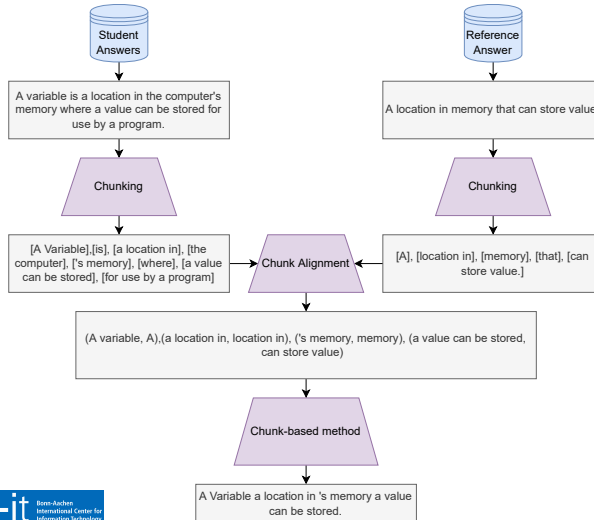 Student
Answers
Reference
Answer
A variable is a location in the computer's
memory where a value can be stored for
use by a program.
A location in memory that can store value
Chunking
Chunking
[A Variable],[is], [a location in], [the
computer], ['s memory], [where], [a value
can be stored], [for use by a program]
Chunk Alignment
[A], [location in], [memory], [that], [can
store value.]
(A variable, A),(a location in, location in), ('s memory, memory), (a value can be stored,
can store value)
Chunk-based method
A Variable a location in 's memory a value
can be stored.
-it
Bonn-Aachen
International Center for
Information Technology